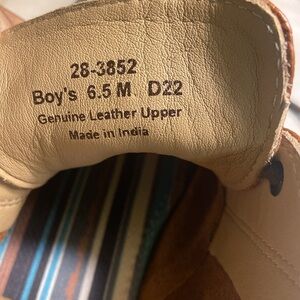 28-3852
Boy's 6.5 M D22
Genuine Leather Upper
Made in India